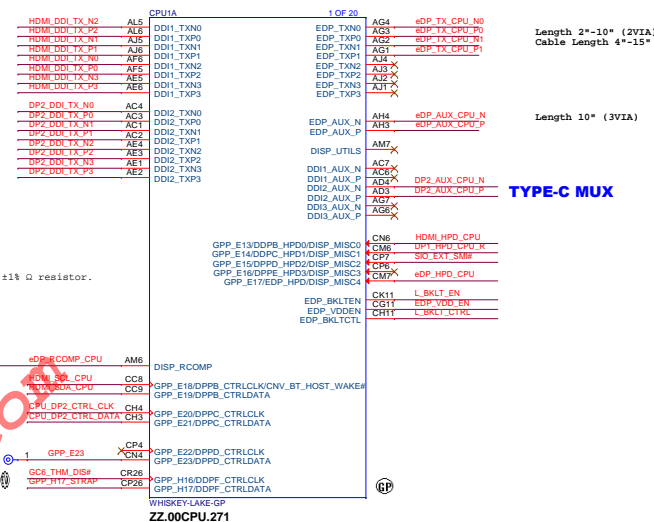 CPU1A 1 OF 20
HDMI_DDI_TX_N2 AL5 DDI1_TXN0 EDP_TXN0 AG4 eDP_TX_CPU_N0
HDMI_DDI_TX_P2 AL6 DDI1_TXP0 EDP_TXP0 AG3 eDP_TX_CPU_P0 Length 2"-10" (2VIA)
HDMI_DDI_TX_N1 AJ5 DDI1_TXN1 EDP_TXN1 AG2 eDP_TX_CPU_N1 Cable Length 4"-15"
HDMI_DDI_TX_P1 AJ6 DDI1_TXP1 EDP_TXP1 AG1 eDP_TX_CPU_P1
HDMI_DDI_TX_N0 AF6 DDI1_TXN2 EDP_TXN2 AJ4
HDMI_DDI_TX_P0 AF5 DDI1_TXP2 EDP_TXP2 AJ3
HDMI_DDI_TX_N3 AE5 DDI1_TXN3 EDP_TXN3 AJ2
HDMI_DDI_TX_P3 AE6 DDI1_TXP3 EDP_TXP3 AJ1
DP2_DDI_TX_N0 AC4 DDI2_TXN0
DP2_DDI_TX_P0 AC3 DDI2_TXP0 EDP_AUX_N AH4 eDP_AUX_CPU_N Length 10" (3VIA)
DP2_DDI_TX_N1 AC1 DDI2_TXN1 EDP_AUX_P AH3 eDP_AUX_CPU_P
DP2_DDI_TX_P1 AC2 DDI2_TXP1
DP2_DDI_TX_N2 AE4 DDI2_TXN2 DISP_UTILS AM7
DP2_DDI_TX_P2 AE3 DDI2_TXP2
DP2_DDI_TX_N3 AE1 DDI2_TXN3 DDI1_AUX_N AC7
DP2_DDI_TX_P3 AE2 DDI2_TXP3 DDI1_AUX_P AC6
DDI2_AUX_N AD4 DP2_AUX_CPU_N
DDI2_AUX_P AD3 DP2_AUX_CPU_P TYPE-C MUX
DDI3_AUX_N AG7
DDI3_AUX_P AG6
GPP_E13/DDPB_HPD0/DISP_MISC0 CN6 HDMI_HPD_CPU
GPP_E14/DDPC_HPD1/DISP_MISC1 CM6 DP1_HPD_CPU_R
GPP_E15/DPPD_HPD2/DISP_MISC2 CP7 SIO_EXT_SMI#
GPP_E16/DPPE_HPD3/DISP_MISC3 CP6
±1% Ω resistor. GPP_E17/EDP_HPD/DISP_MISC4 CM7 eDP_HPD_CPU
EDP_BKLTEN CK11 L_BKLT_EN
EDP_VDDEN CG11 EDP_VDD_EN
EDP_BKLTCTL CH11 L_BKLT_CTRL
eDP_RCOMP_CPU AM6 DISP_RCOMP
HDMI_SCL_CPU CC8 GPP_E18/DPPB_CTRLCLK/CNV_BT_HOST_WAKE#
HDMI_SDA_CPU CC9 GPP_E19/DPPB_CTRLDATA
CPU_DP2_CTRL_CLK CH4 GPP_E20/DPPC_CTRLCLK
CPU_DP2_CTRL_DATA CH3 GPP_E21/DPPC_CTRLDATA
CP4 GPP_E22/DPPD_CTRLCLK
1 GPP_E23 CN4 GPP_E23/DPPD_CTRLDATA
GC6_THM_DIS# CR26 GPP_H16/DDPF_CTRLCLK
GPP_H17_STRAP CP26 GPP_H17/DDPF_CTRLDATA
GP
WHISKEY-LAKE-GP
ZZ.00CPU.271
com